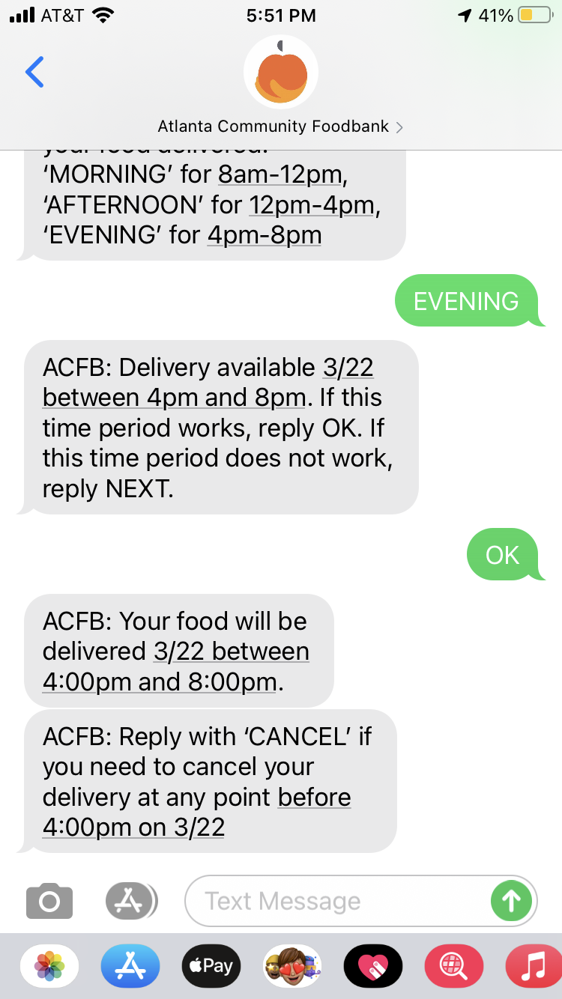 AT&T 5:51 PM 41%
Atlanta Community Foodbank
your food delivered:
‘MORNING’ for 8am-12pm,
‘AFTERNOON’ for 12pm-4pm,
‘EVENING’ for 4pm-8pm
EVENING
ACFB: Delivery available 3/22
between 4pm and 8pm. If this
time period works, reply OK. If
this time period does not work,
reply NEXT.
OK
ACFB: Your food will be
delivered 3/22 between
4:00pm and 8:00pm.
ACFB: Reply with ‘CANCEL’ if
you need to cancel your
delivery at any point before
4:00pm on 3/22
Text Message
Pay